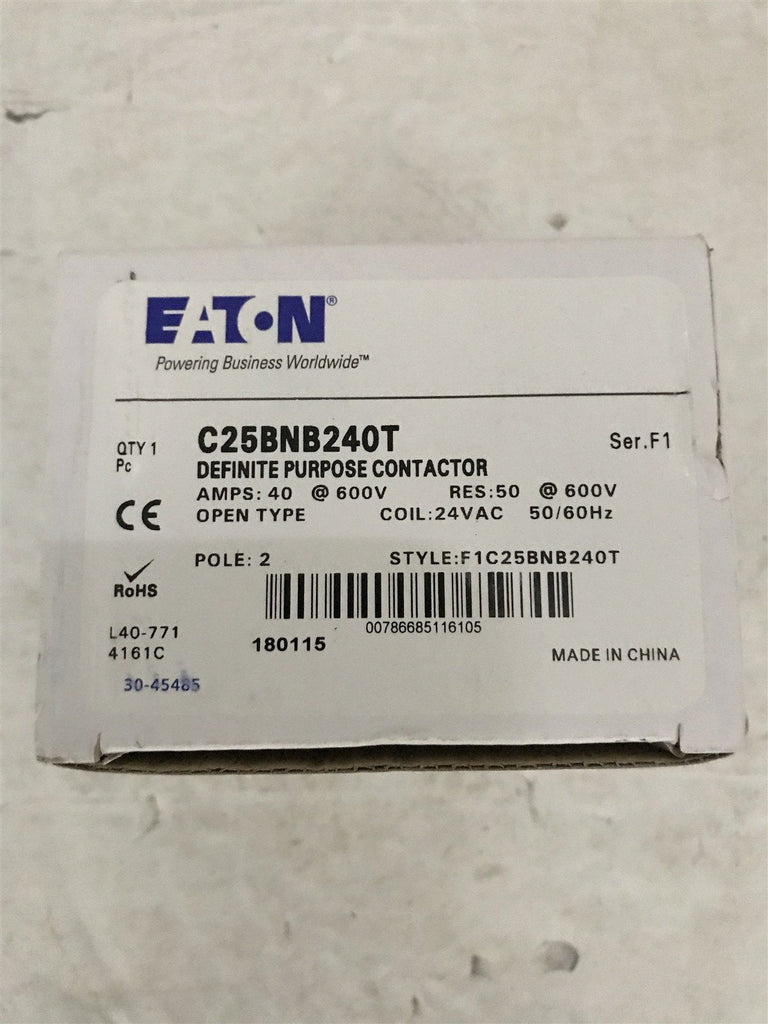 EATON®
Powering Business Worldwide™
QTY 1
Pc
C25BNB240T
Ser.F1
DEFINITE PURPOSE CONTACTOR
AMPS: 40 @ 600V RES:50 @ 600V
OPEN TYPE COIL:24VAC 50/60Hz
CE
POLE: 2 STYLE:F1C25BNB240T
RoHS
00786685116105
L40-771
4161C
180115
MADE IN CHINA
30-45485